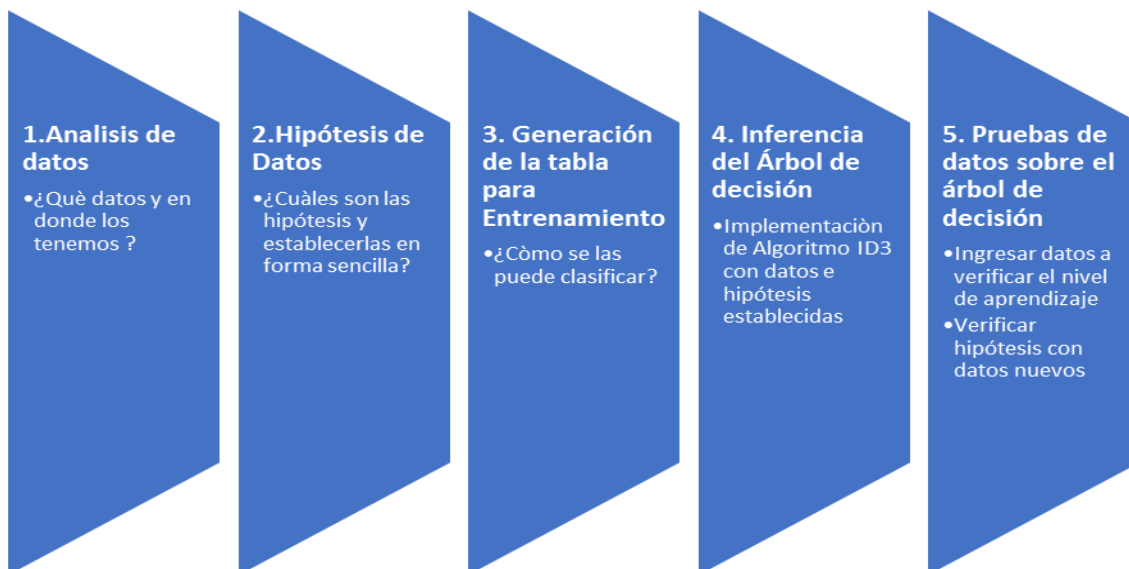 1.Analisis de
datos
•¿Què datos y en
donde los
tenemos ?
2.Hipótesis de
Datos
•¿Cuàles son las
hipótesis y
establecerlas en
forma sencilla?
3. Generación
de la tabla
para
Entrenamiento
•¿Còmo se las
puede clasificar?
4. Inferencia
del Árbol de
decisión
•Implementaciòn
de Algoritmo ID3
con datos e
hipótesis
establecidas
5. Pruebas de
datos sobre el
árbol de
decisión
•Ingresar datos a
verificar el nivel
de aprendizaje
•Verificar
hipótesis con
datos nuevos